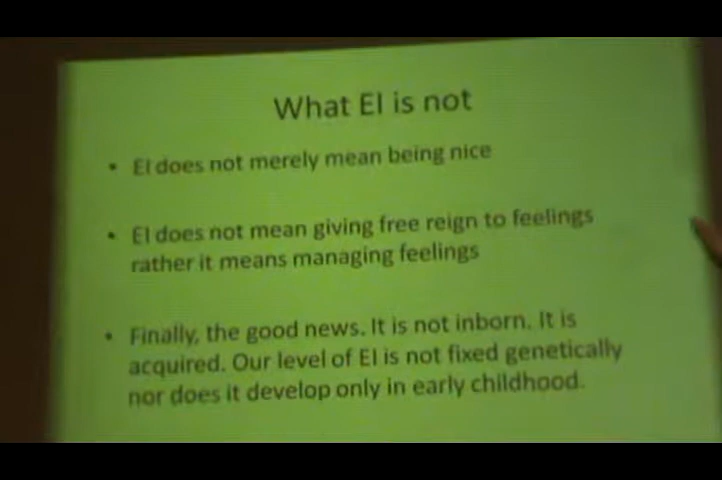 What EI is not
• EI does not merely mean being nice
• EI does not mean giving free reign to feelings
rather it means managing feelings
• Finally, the good news. It is not inborn. It is
acquired. Our level of EI is not fixed genetically
nor does it develop only in early childhood.